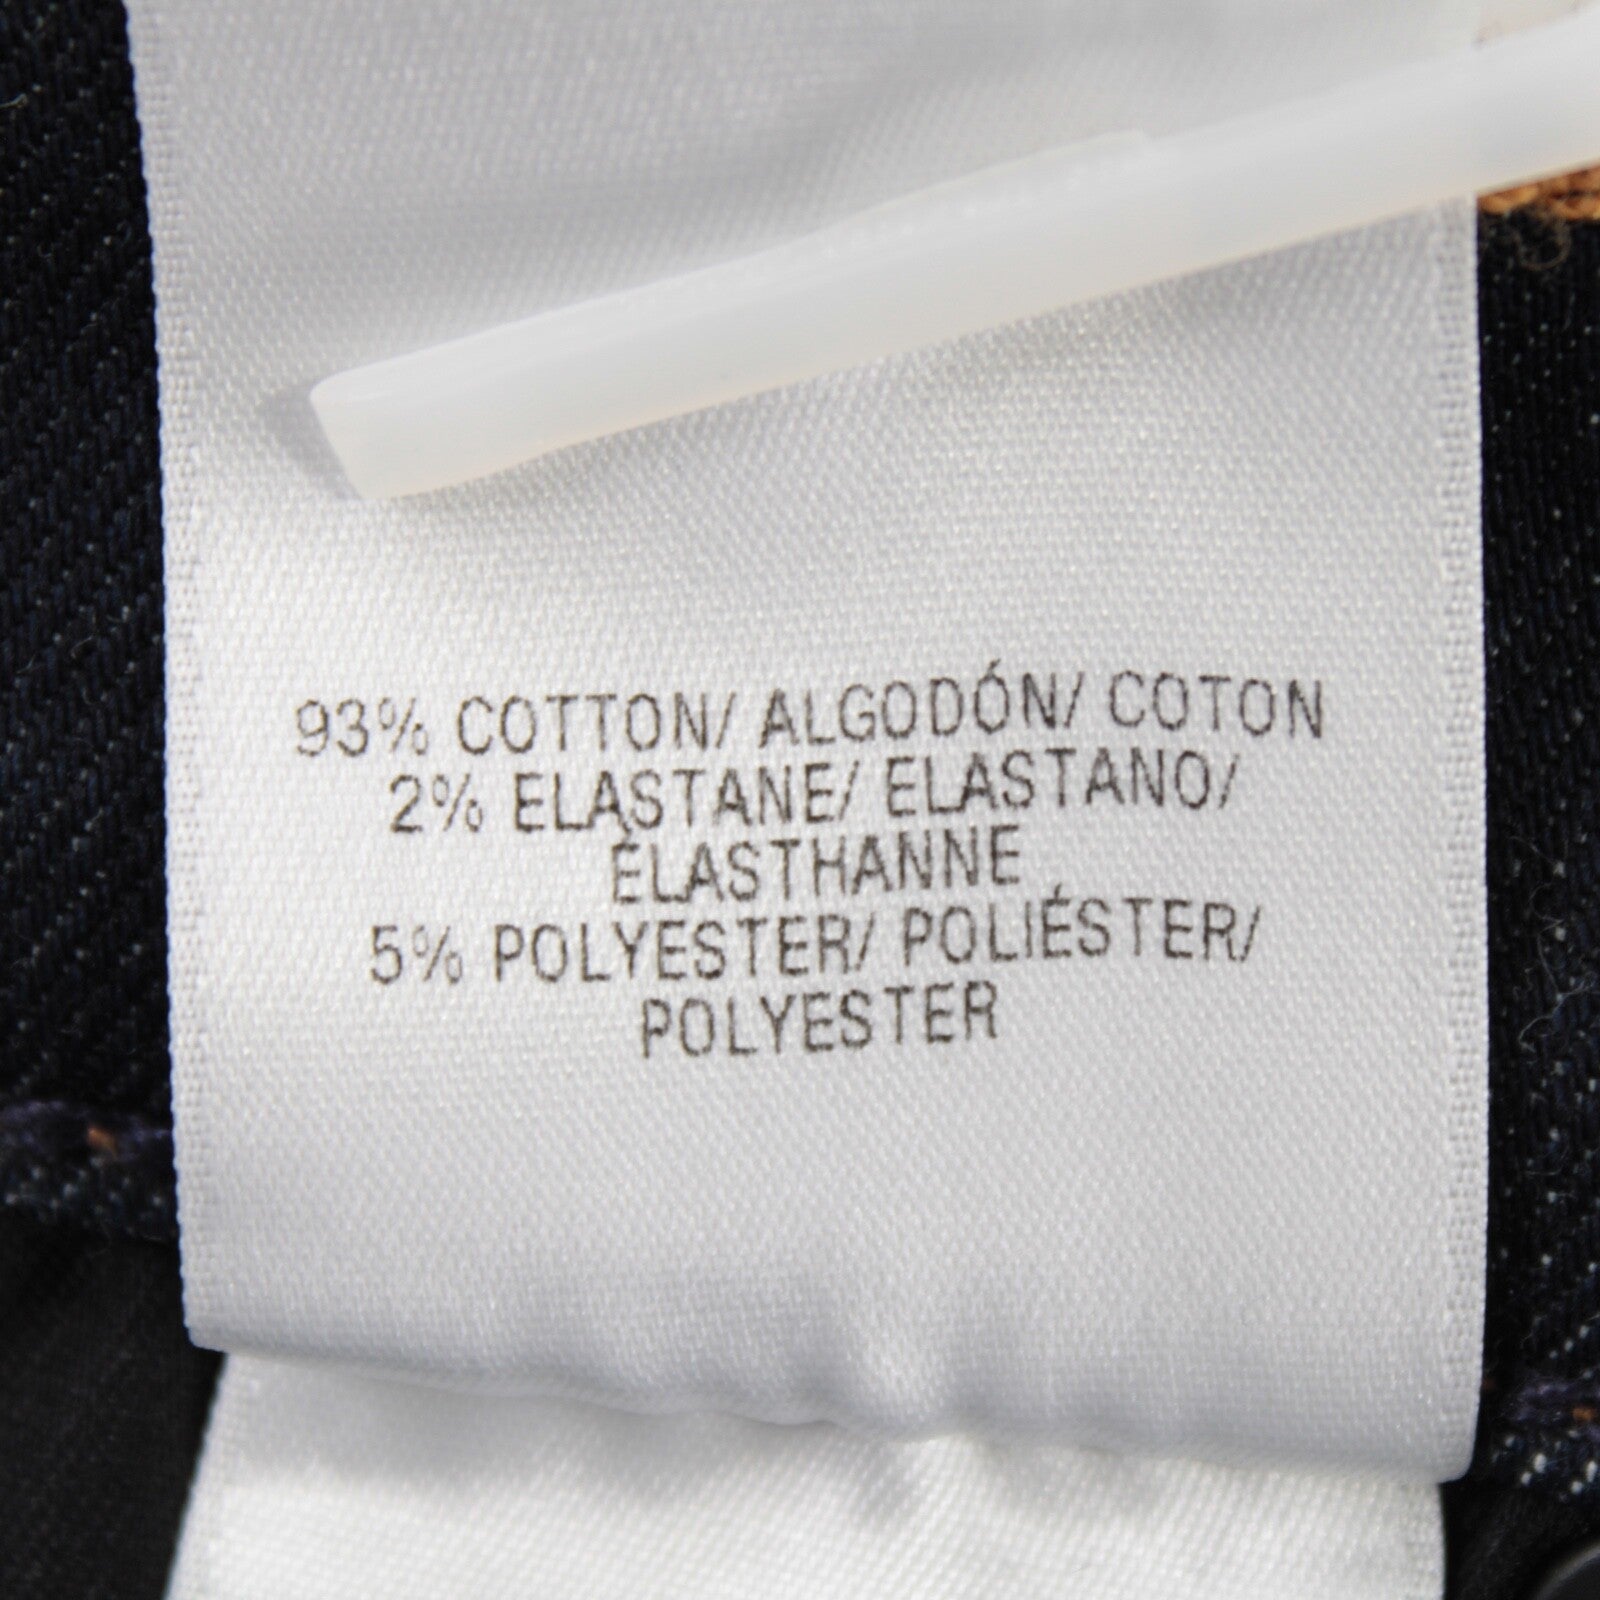 93% COTTON/ ALGODÓN/ COTON
2% ELASTANE/ ELASTANO/
ÉLASTHANNE
5% POLYESTER/ POLIÉSTER/
POLYESTER